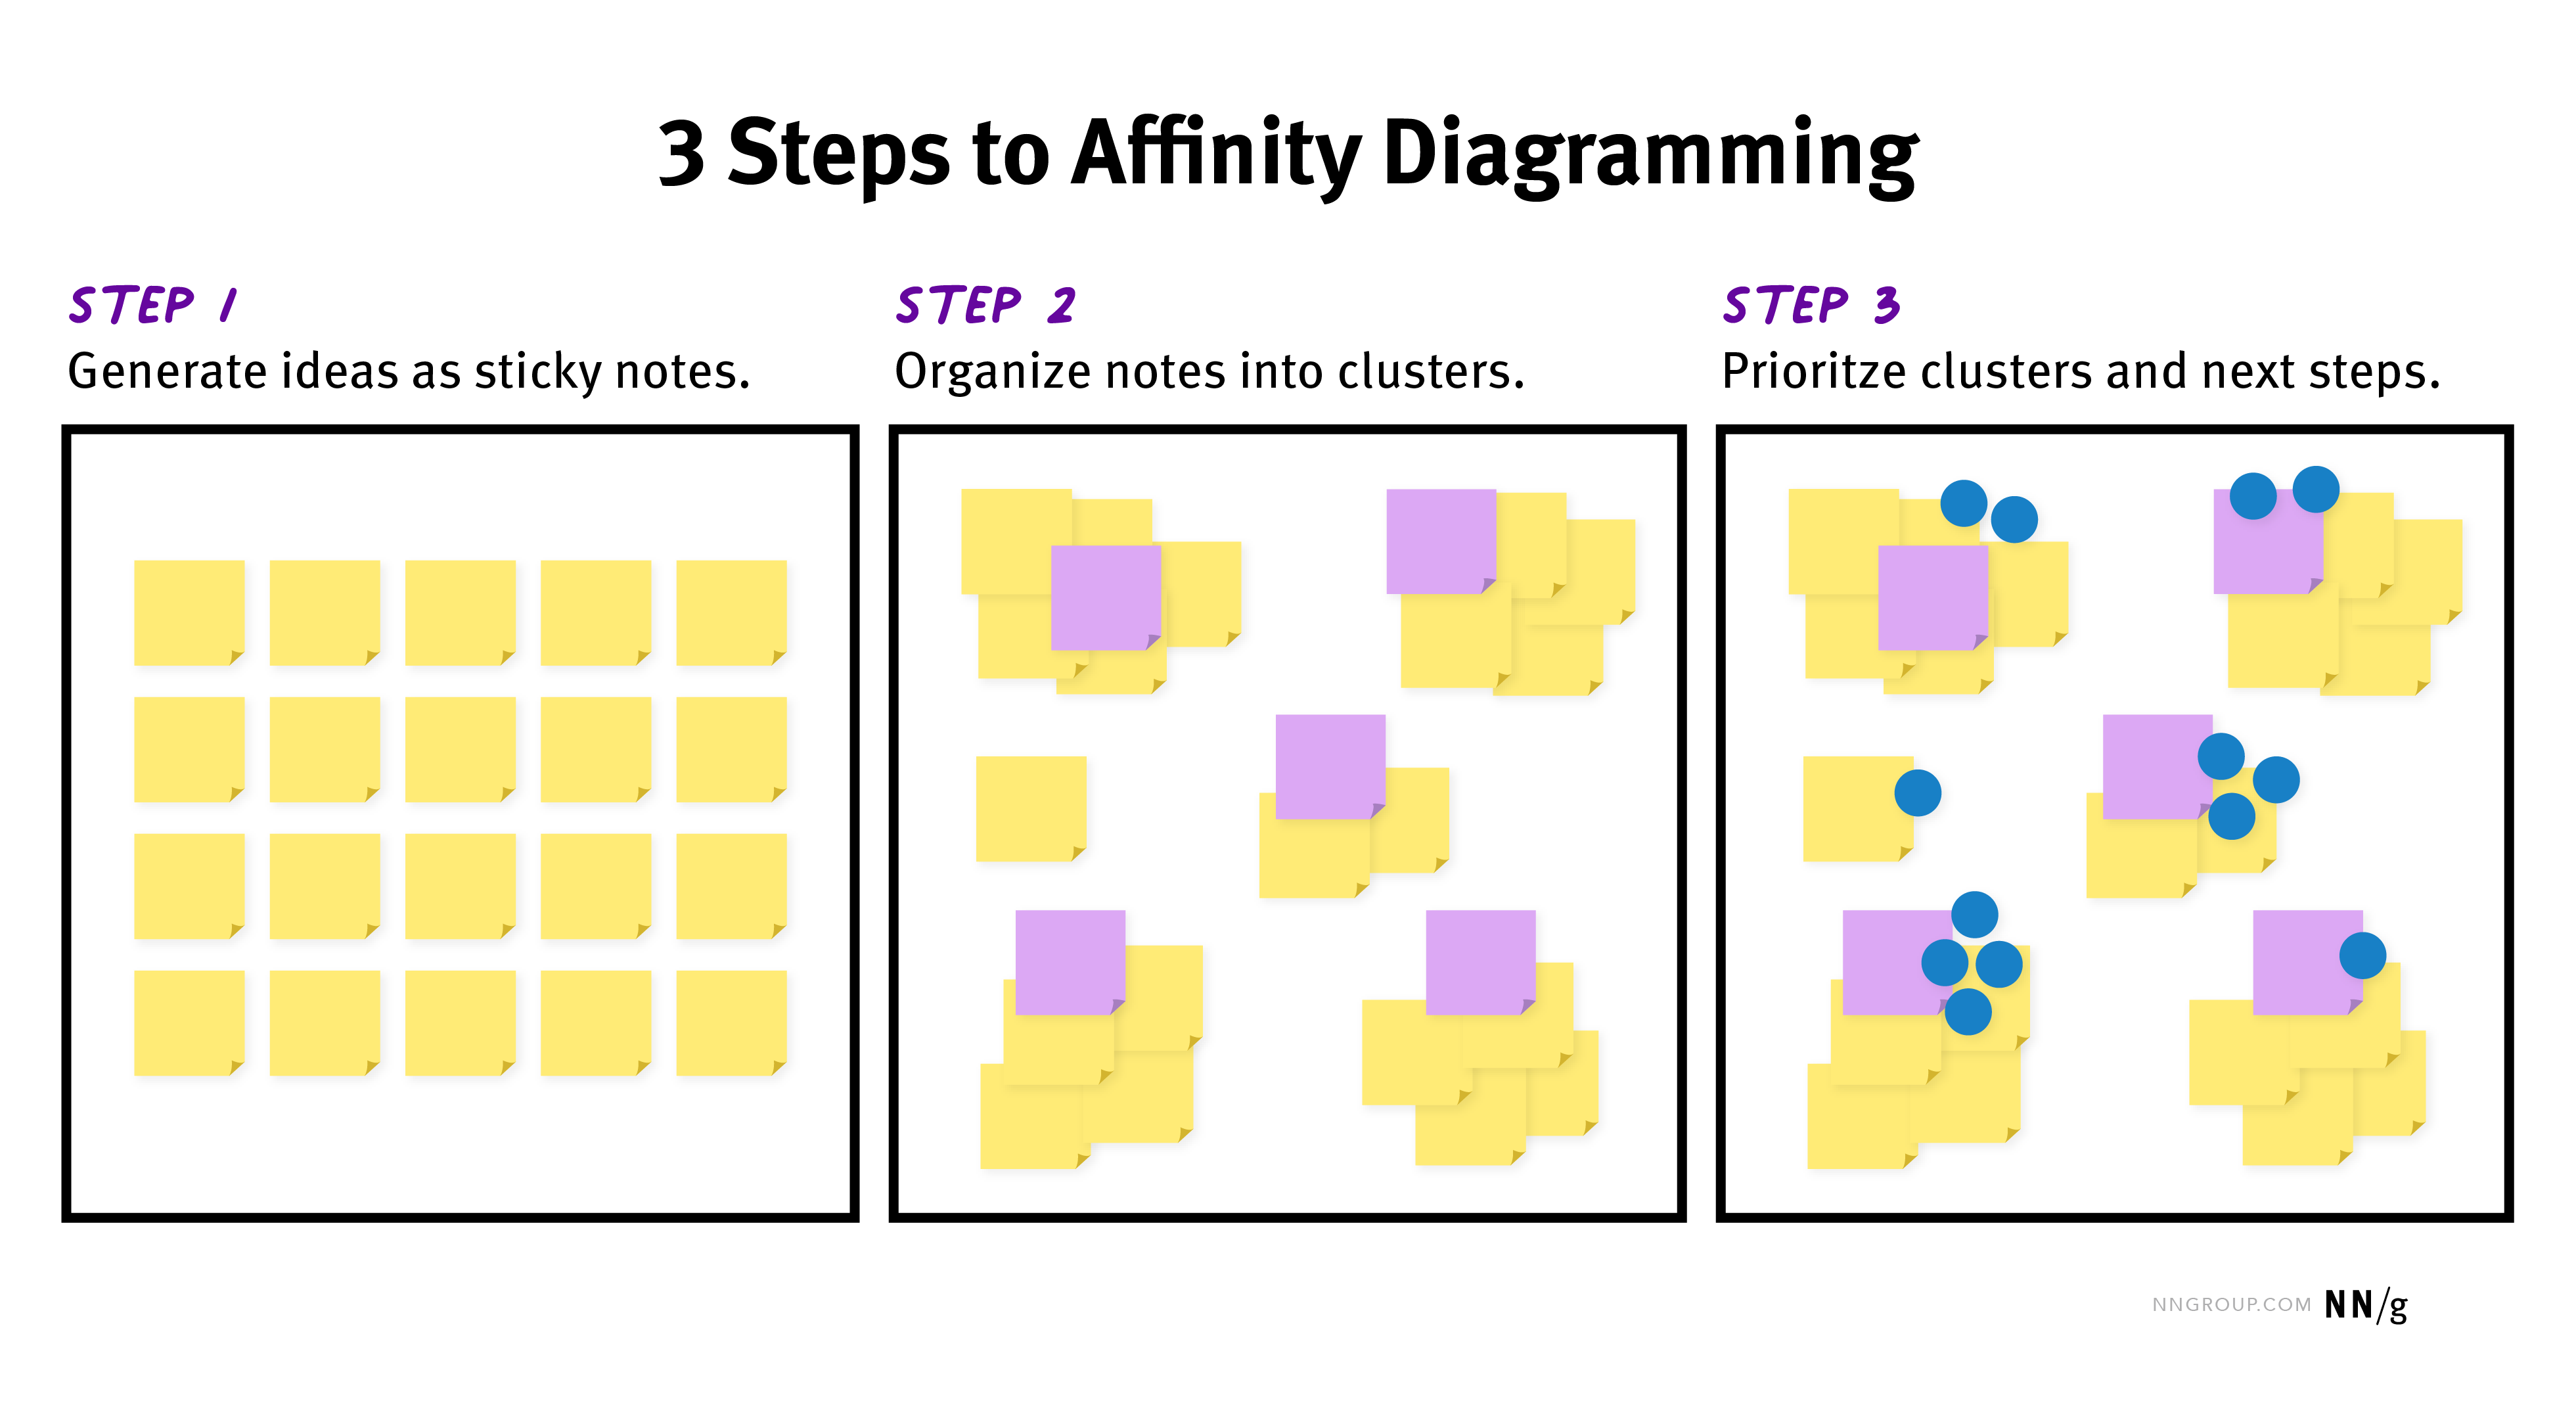 3 Steps to Affinity Diagramming
STEP 1
Generate ideas as sticky notes.
STEP 2
Organize notes into clusters.
STEP 3
Prioritze clusters and next steps.
NNGROUP.COM NN/g